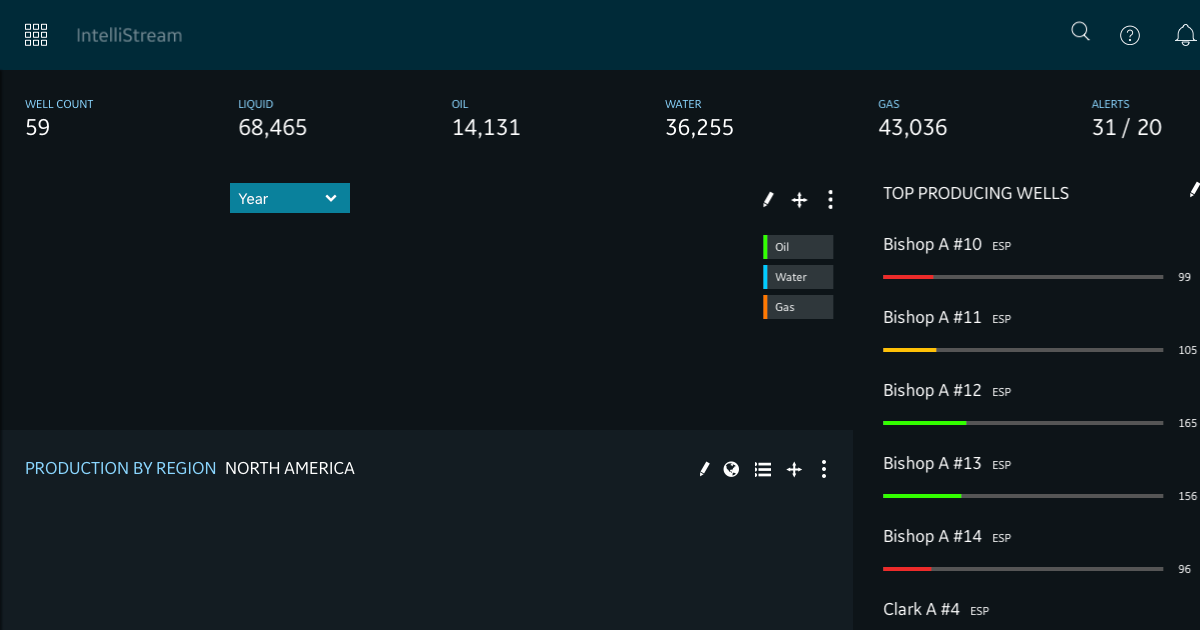 IntelliStream
WELL COUNT
59
LIQUID
68,465
OIL
14,131
WATER
36,255
GAS
43,036
ALERTS
31 / 20
Year
Oil
Water
Gas
PRODUCTION BY REGION NORTH AMERICA
TOP PRODUCING WELLS
Bishop A #10 ESP
99
Bishop A #11 ESP
105
Bishop A #12 ESP
165
Bishop A #13 ESP
156
Bishop A #14 ESP
96
Clark A #4 ESP